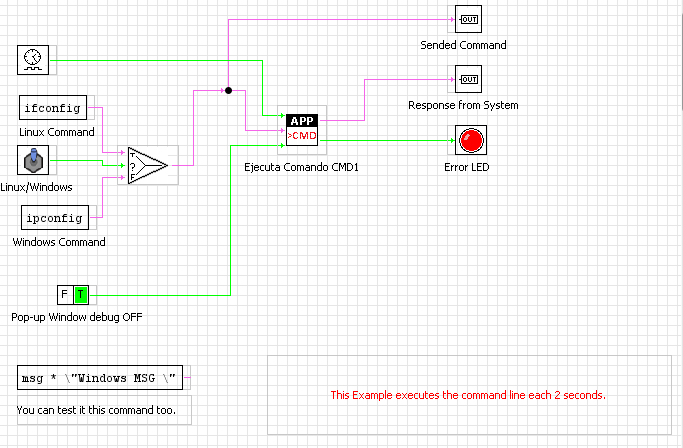 OUT
Sended Command
OUT
Response from System
ifconfig
Linux Command
APP
>CMD
T
?
F
Ejecuta Comando CMD1
Error LED
Linux/Windows
ipconfig
Windows Command
F T
Pop-up Window debug OFF
msg * \"Windows MSG \"
You can test it this command too.
This Example executes the command line each 2 seconds.